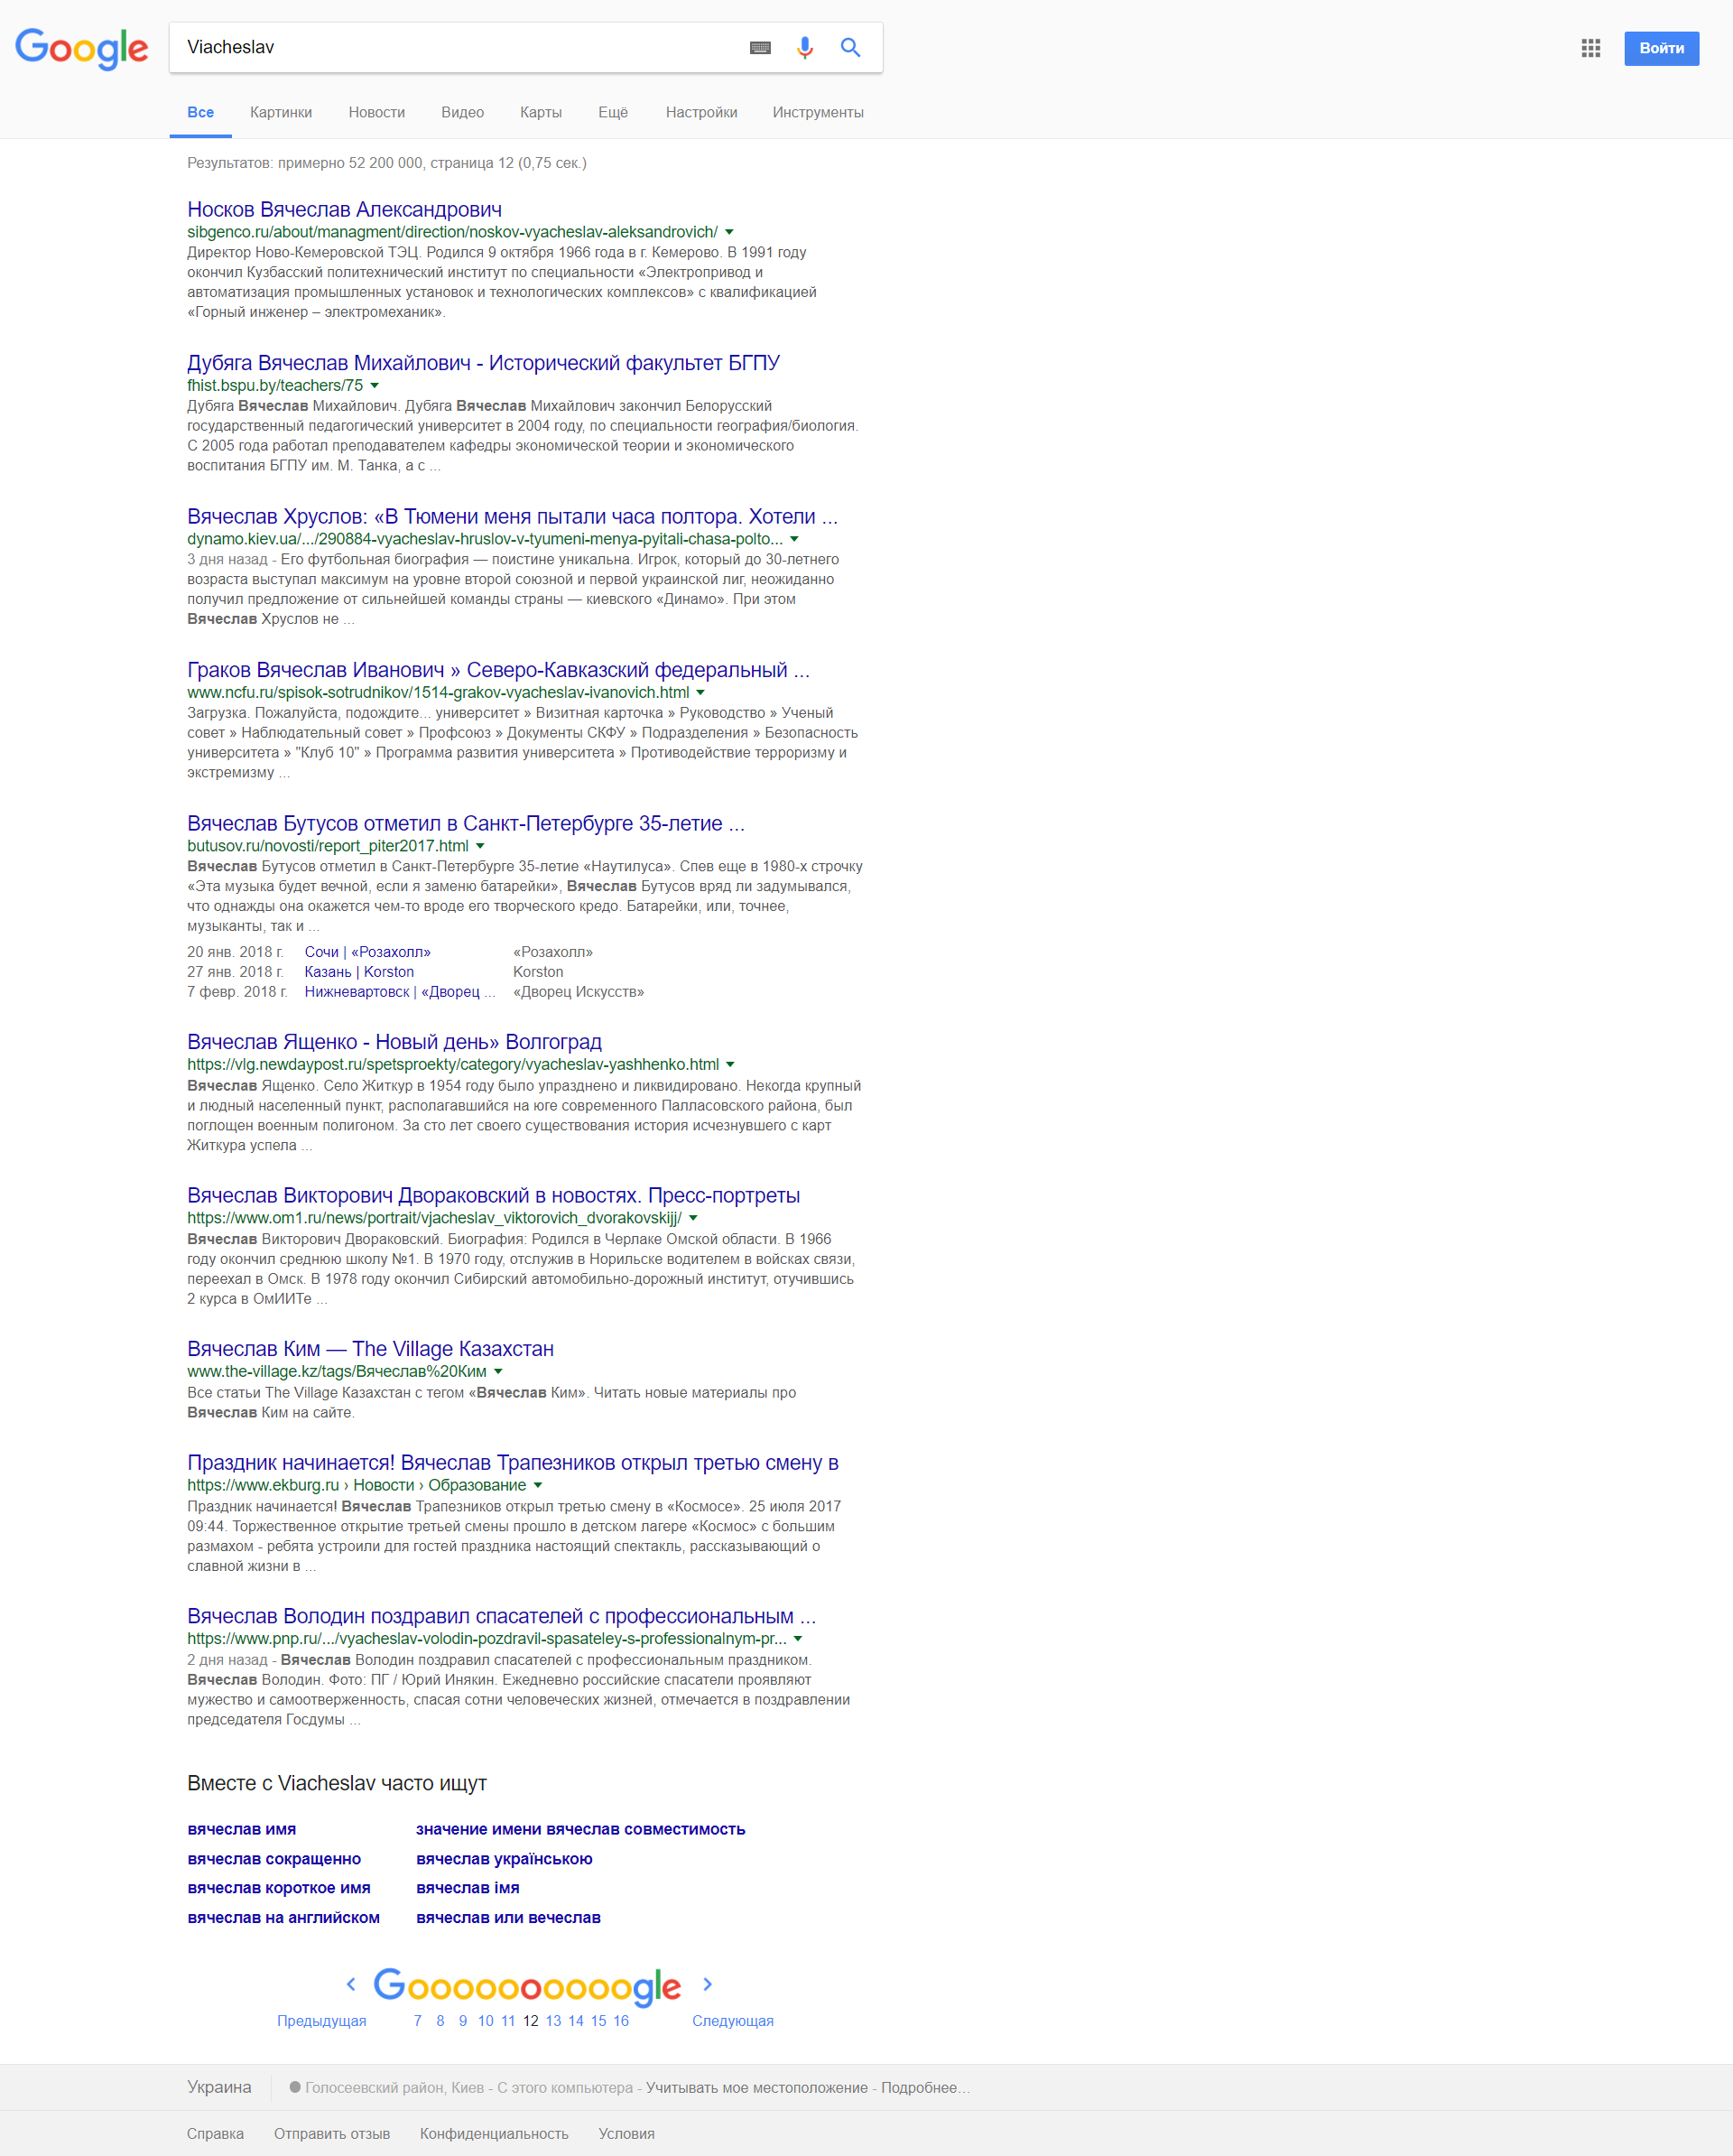 Google
Viacheslav
Войти
Все Картинки Новости Видео Карты Ещё Настройки Инструменты
Результатов: примерно 52 200 000, страница 12 (0,75 сек.)
Носков Вячеслав Александрович
sibgenco.ru/about/managment/direction/noskov-vyacheslav-aleksandrovich/
Директор Ново-Кемеровской ТЭЦ. Родился 9 октября 1966 года в г. Кемерово. В 1991 году
окончил Кузбасский политехнический институт по специальности «Электропривод и
автоматизация промышленных установок и технологических комплексов» с квалификацией
«Горный инженер – электромеханик».
Дубяга Вячеслав Михайлович - Исторический факультет БГПУ
fhist.bspu.by/teachers/75
Дубяга Вячеслав Михайлович. Дубяга Вячеслав Михайлович закончил Белорусский
государственный педагогический университет в 2004 году, по специальности география/биология.
С 2005 года работал преподавателем кафедры экономической теории и экономического
воспитания БГПУ им. М. Танка, а с ...
Вячеслав Хруслов: «В Тюмени меня пытали часа полтора. Хотели ...
dynamo.kiev.ua/.../290884-vyacheslav-hruslov-v-tyumeni-menya-pyitali-chasa-polto...
3 дня назад - Его футбольная биография — поистине уникальна. Игрок, который до 30-летнего
возраста выступал максимум на уровне второй союзной и первой украинской лиг, неожиданно
получил предложение от сильнейшей команды страны — киевского «Динамо». При этом
Вячеслав Хруслов не ...
Граков Вячеслав Иванович » Северо-Кавказский федеральный ...
www.ncfu.ru/spisok-sotrudnikov/1514-grakov-vyacheslav-ivanovich.html
Загрузка. Пожалуйста, подождите... университет » Визитная карточка » Руководство » Ученый
совет » Наблюдательный совет » Профсоюз » Документы СКФУ » Подразделения » Безопасность
университета » "Клуб 10" » Программа развития университета » Противодействие терроризму и
экстремизму ...
Вячеслав Бутусов отметил в Санкт-Петербурге 35-летие ...
butusov.ru/novosti/report_piter2017.html
Вячеслав Бутусов отметил в Санкт-Петербурге 35-летие «Наутилуса». Спев еще в 1980-х строчку
«Эта музыка будет вечной, если я заменю батарейки», Вячеслав Бутусов вряд ли задумывался,
что однажды она окажется чем-то вроде его творческого кредо. Батарейки, или, точнее,
музыканты, так и ...
20 янв. 2018 г. Сочи | «Розахолл» «Розахолл»
27 янв. 2018 г. Казань | Korston Korston
7 февр. 2018 г. Нижневартовск | «Дворец ... «Дворец Искусств»
Вячеслав Ященко - Новый день» Волгоград
https://vlg.newdaypost.ru/spetsproekty/category/vyacheslav-yashhenko.html
Вячеслав Ященко. Село Житкур в 1954 году было упразднено и ликвидировано. Некогда крупный
и людный населенный пункт, располагавшийся на юге современного Палласовского района, был
поглощен военным полигоном. За сто лет своего существования история исчезнувшего с карт
Житкура успела ...
Вячеслав Викторович Двораковский в новостях. Пресс-портреты
https://www.om1.ru/news/portrait/vjacheslav_viktorovich_dvorakovskijj/
Вячеслав Викторович Двораковский. Биография: Родился в Черлаке Омской области. В 1966
году окончил среднюю школу №1. В 1970 году, отслужив в Норильске водителем в войсках связи,
переехал в Омск. В 1978 году окончил Сибирский автомобильно-дорожный институт, отучившись
2 курса в ОмИИТе ...
Вячеслав Ким — The Village Казахстан
www.the-village.kz/tags/Вячеслав%20Ким
Все статьи The Village Казахстан с тегом «Вячеслав Ким». Читать новые материалы про
Вячеслав Ким на сайте.
Праздник начинается! Вячеслав Трапезников открыл третью смену в
https://www.ekburg.ru › Новости › Образование
Праздник начинается! Вячеслав Трапезников открыл третью смену в «Космосе». 25 июля 2017
09:44. Торжественное открытие третьей смены прошло в детском лагере «Космос» с большим
размахом - ребята устроили для гостей праздника настоящий спектакль, рассказывающий о
славной жизни в ...
Вячеслав Володин поздравил спасателей с профессиональным ...
https://www.pnp.ru/.../vyacheslav-volodin-pozdravil-spasateley-s-professionalnym-pr...
2 дня назад - Вячеслав Володин поздравил спасателей с профессиональным праздником.
Вячеслав Володин. Фото: ПГ / Юрий Инякин. Ежедневно российские спасатели проявляют
мужество и самоотверженность, спасая сотни человеческих жизней, отмечается в поздравлении
председателя Госдумы ...
Вместе с Viacheslav часто ищут
вячеслав имя значение имени вячеслав совместимость
вячеслав сокращенно вячеслав українською
вячеслав короткое имя вячеслав імя
вячеслав на английском вячеслав или вечеслав
Goooooooooogle
Предыдущая 7 8 9 10 11 12 13 14 15 16 Следующая
Украина Голосеевский район, Киев - С этого компьютера - Учитывать мое местоположение - Подробнее…
Справка Отправить отзыв Конфиденциальность Условия